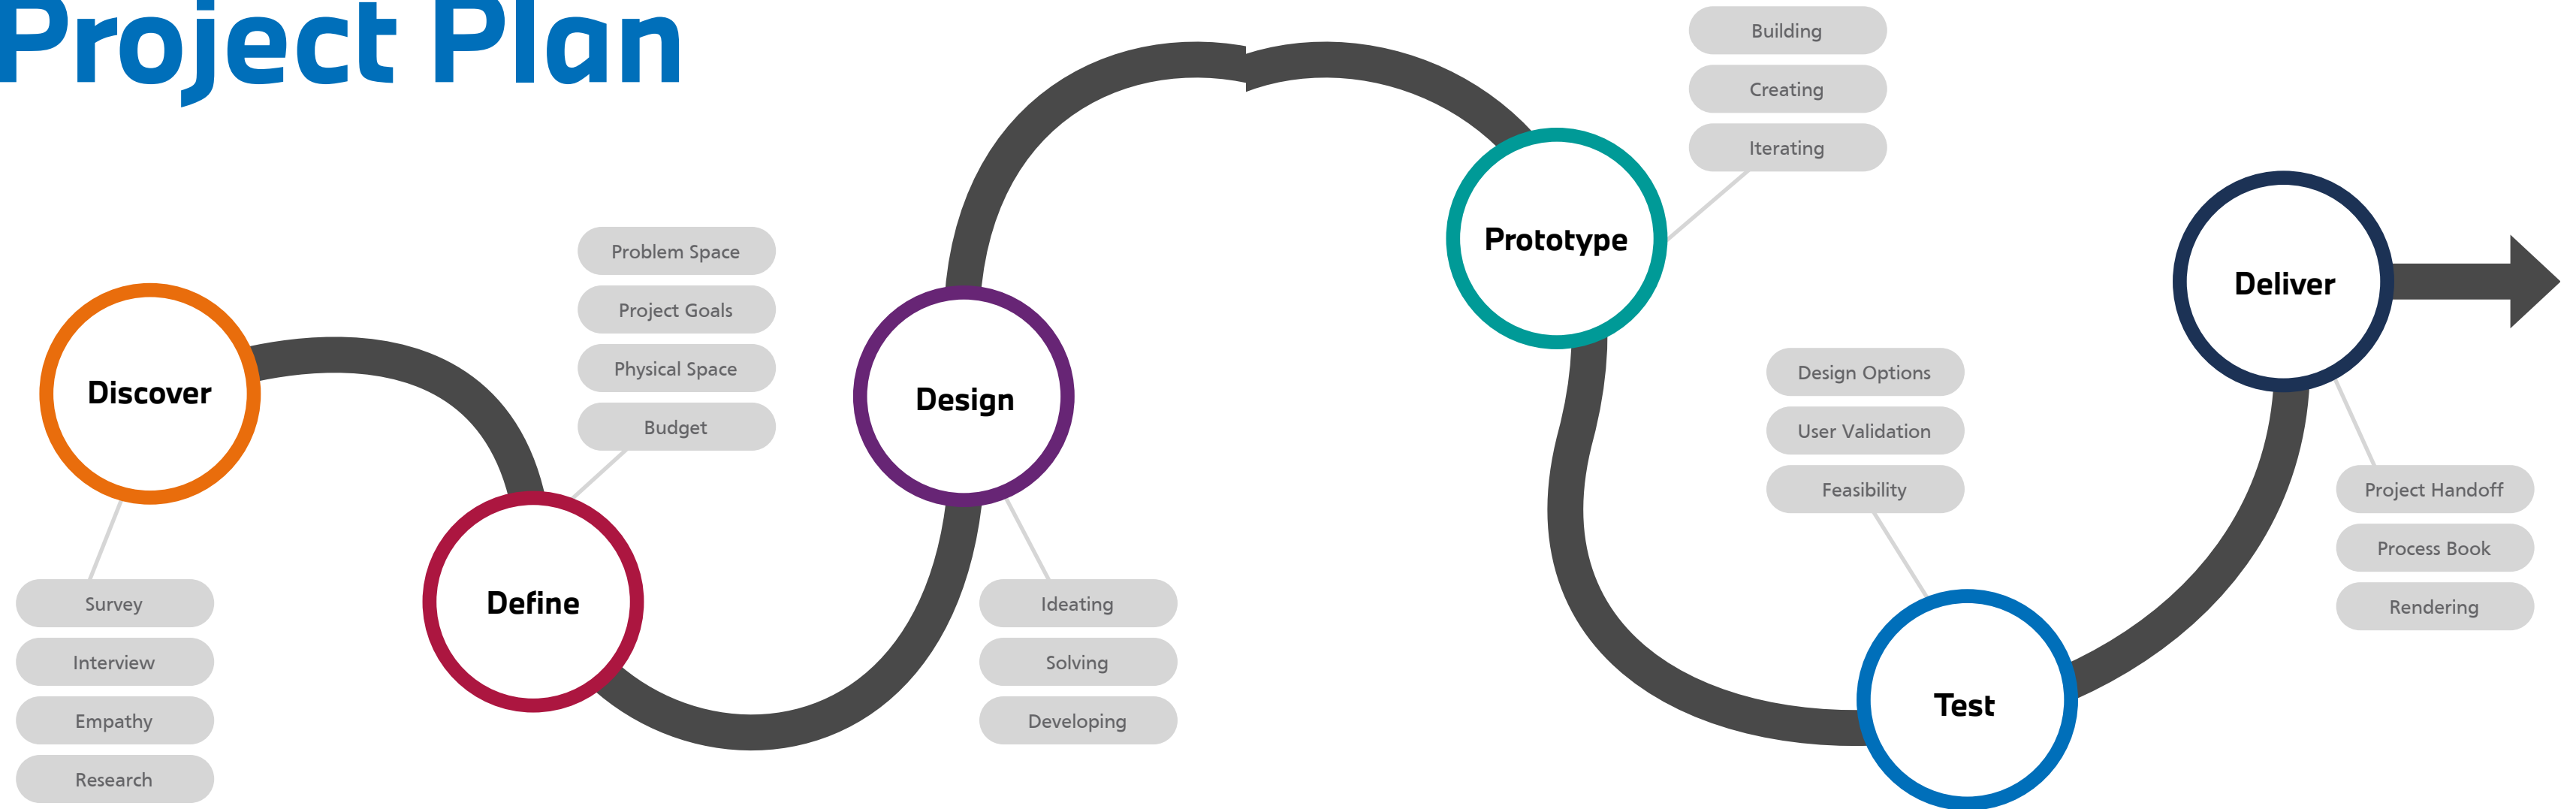 Project Plan
Discover
Survey
Interview
Empathy
Research
Define
Problem Space
Project Goals
Physical Space
Budget
Design
Ideating
Solving
Developing
Prototype
Building
Creating
Iterating
Test
Design Options
User Validation
Feasibility
Deliver
Project Handoff
Process Book
Rendering